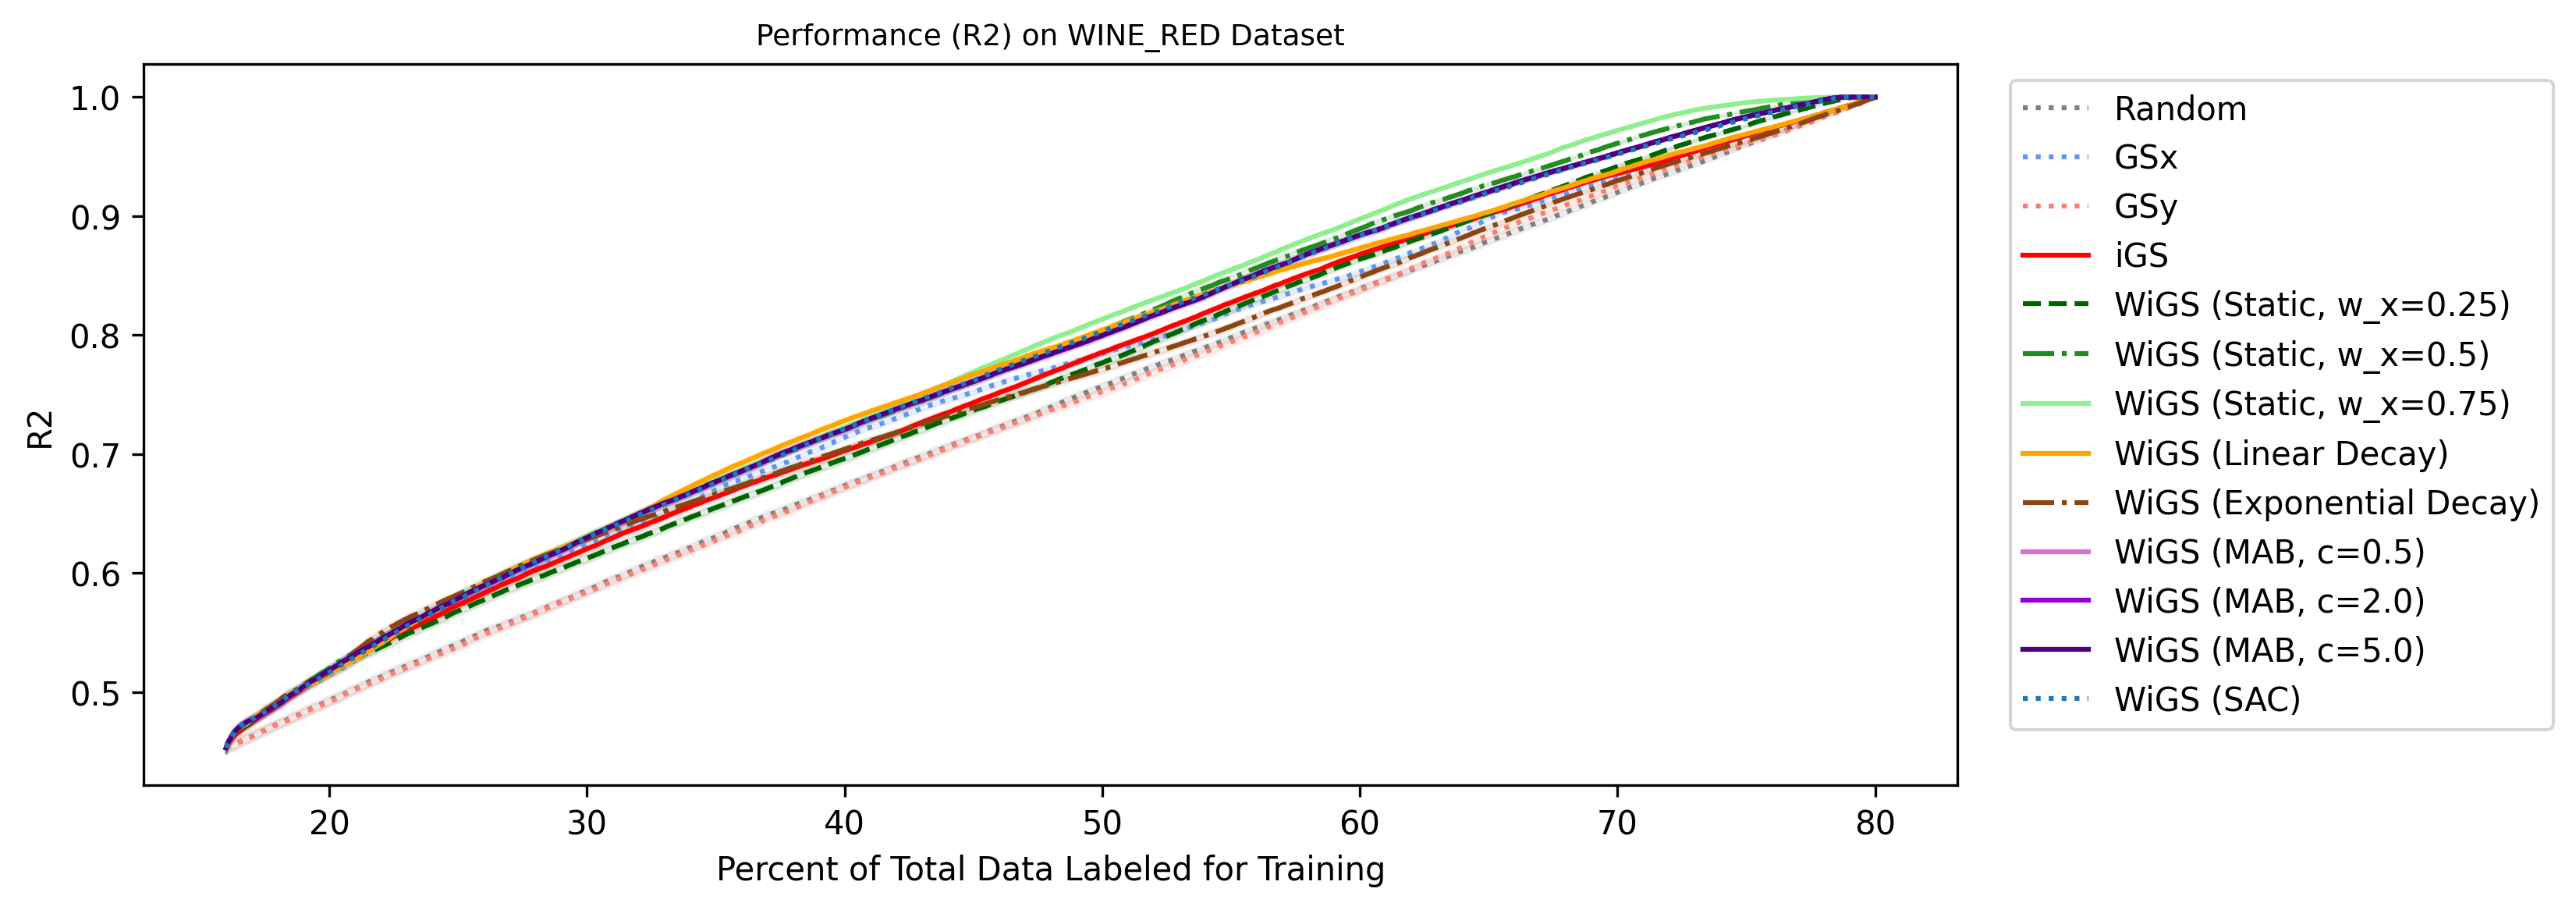 Performance (R2) on WINE_RED Dataset
1.0
0.9
0.8
0.7
0.6
0.5
R2
20 30 40 50 60 70 80
Percent of Total Data Labeled for Training
Random
GSx
GSy
iGS
WiGS (Static, w_x=0.25)
WiGS (Static, w_x=0.5)
WiGS (Static, w_x=0.75)
WiGS (Linear Decay)
WiGS (Exponential Decay)
WiGS (MAB, c=0.5)
WiGS (MAB, c=2.0)
WiGS (MAB, c=5.0)
WiGS (SAC)